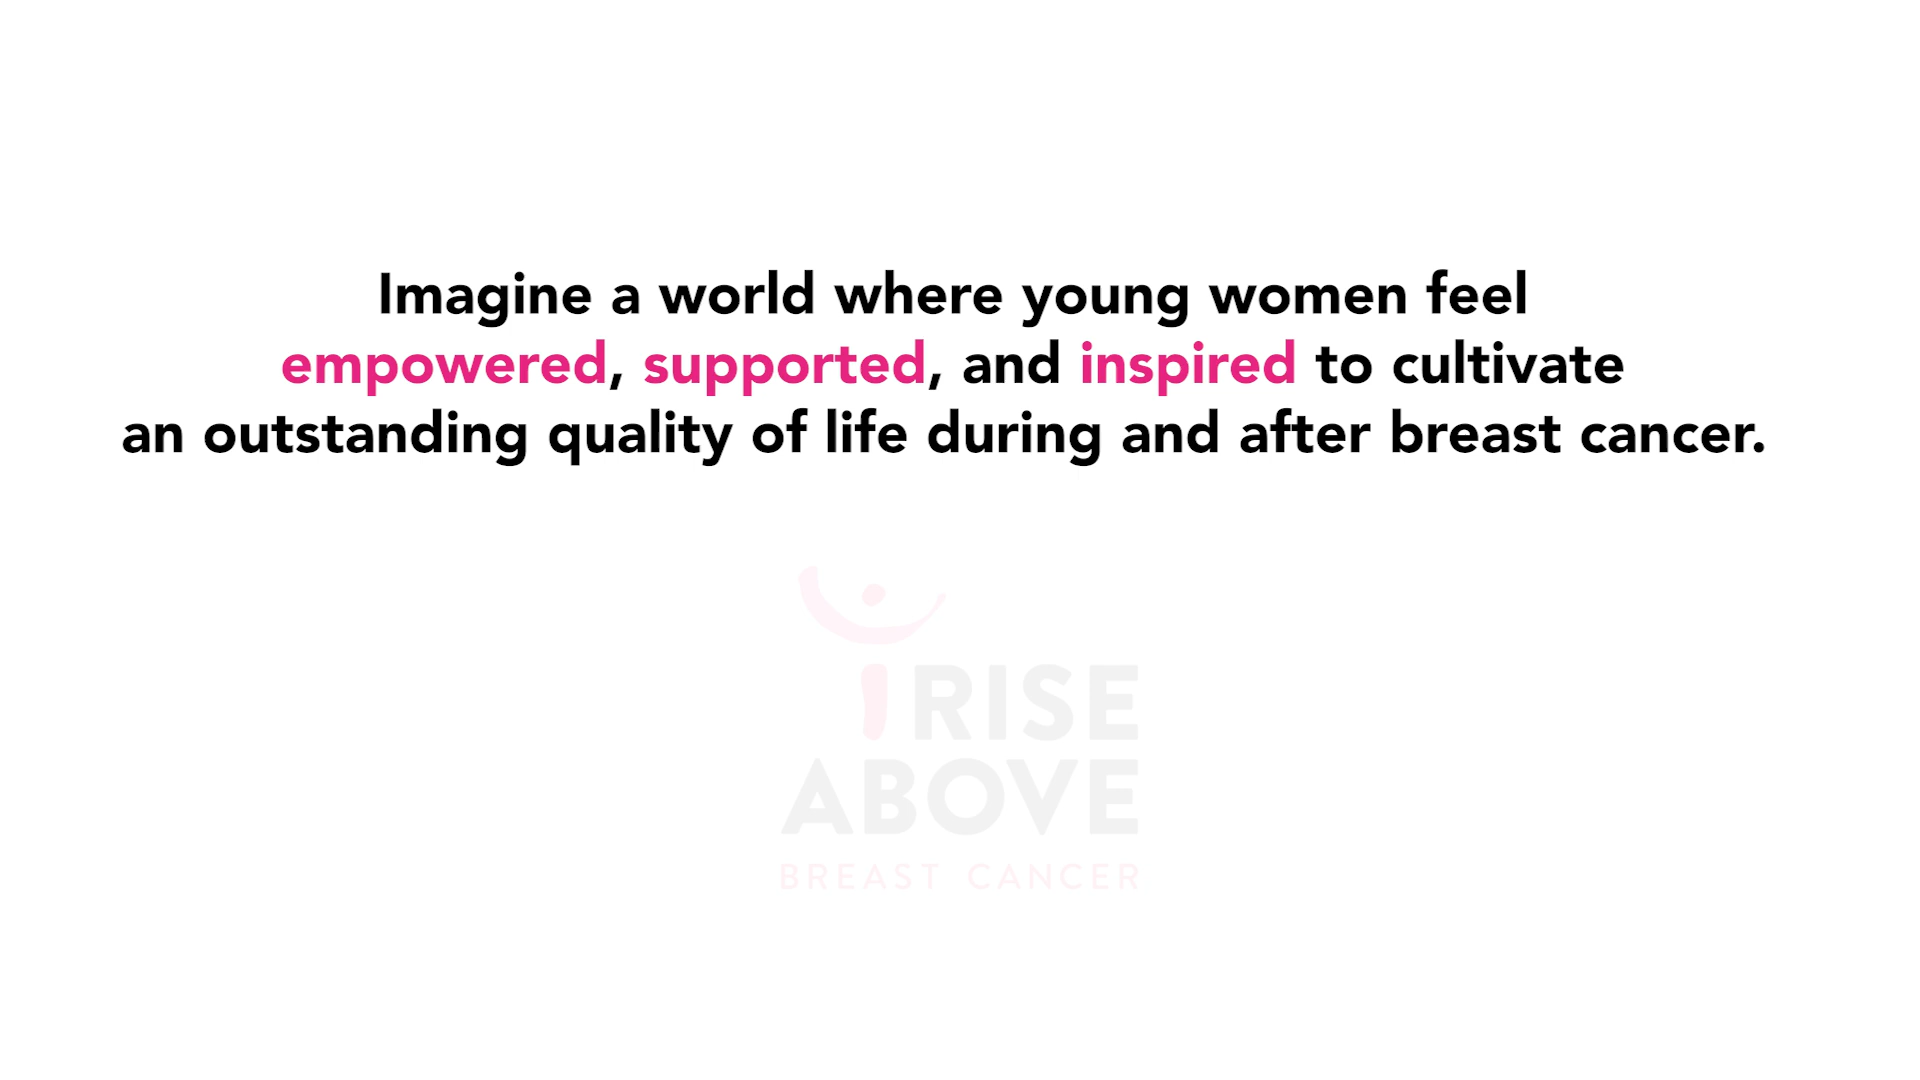 Imagine a world where young women feel
empowered, supported, and inspired to cultivate
an outstanding quality of life during and after breast cancer.
I RISE
ABOVE
BREAST CANCER